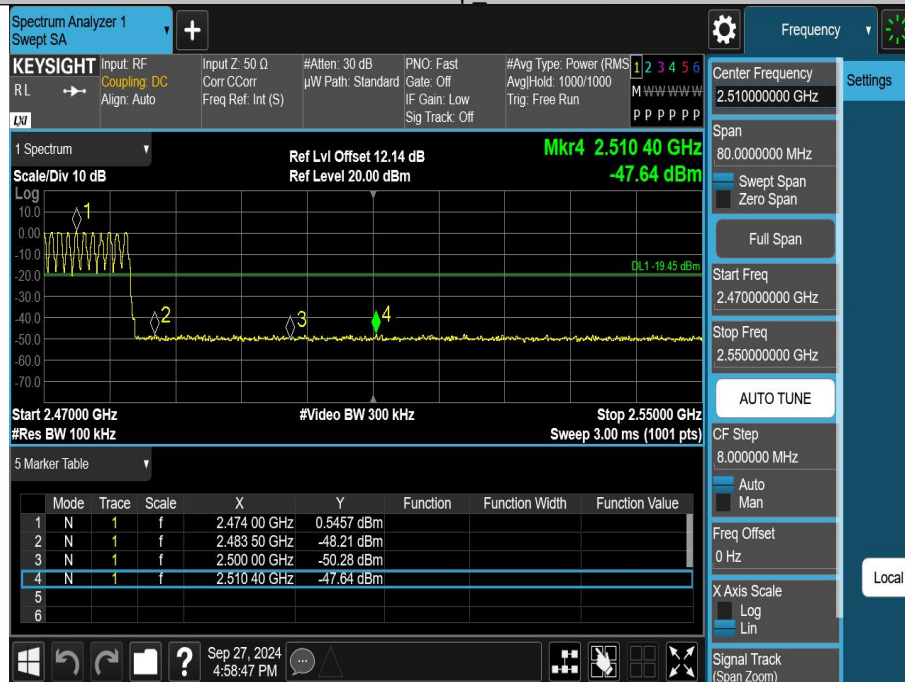 Spectrum Analyzer 1
Swept SA
+
Frequency
KEYSIGHT
RL
LXI
Input: RF
Coupling: DC
Align: Auto
Input Z: 50 Ω
Corr CCorr
Freq Ref: Int (S)
#Atten: 30 dB
µW Path: Standard
PNO: Fast
Gate: Off
IF Gain: Low
Sig Track: Off
#Avg Type: Power (RMS
Avg|Hold: 1000/1000
Trig: Free Run
1 2 3 4 5 6
M W W W W W
P P P P P P
1 Spectrum
Scale/Div 10 dB
Ref Lvl Offset 12.14 dB
Ref Level 20.00 dBm
Mkr4 2.510 40 GHz
-47.64 dBm
Log
10.0
0.00
-10.0
-20.0
-30.0
-40.0
-50.0
-60.0
-70.0
1
2
3
4
DL1 -19.45 dBm
Start 2.47000 GHz
#Video BW 300 kHz
Stop 2.55000 GHz
#Res BW 100 kHz
Sweep 3.00 ms (1001 pts)
5 Marker Table
Mode Trace Scale X Y Function Function Width Function Value
1 N 1 f 2.474 00 GHz 0.5457 dBm
2 N 1 f 2.483 50 GHz -48.21 dBm
3 N 1 f 2.500 00 GHz -50.28 dBm
4 N 1 f 2.510 40 GHz -47.64 dBm
5
6
?
Sep 27, 2024
4:58:47 PM
Center Frequency
2.510000000 GHz
Settings
Span
80.0000000 MHz
Swept Span
Zero Span
Full Span
Start Freq
2.470000000 GHz
Stop Freq
2.550000000 GHz
AUTO TUNE
CF Step
8.000000 MHz
Auto
Man
Freq Offset
0 Hz
Local
X Axis Scale
Log
Lin
Signal Track
(Span Zoom)